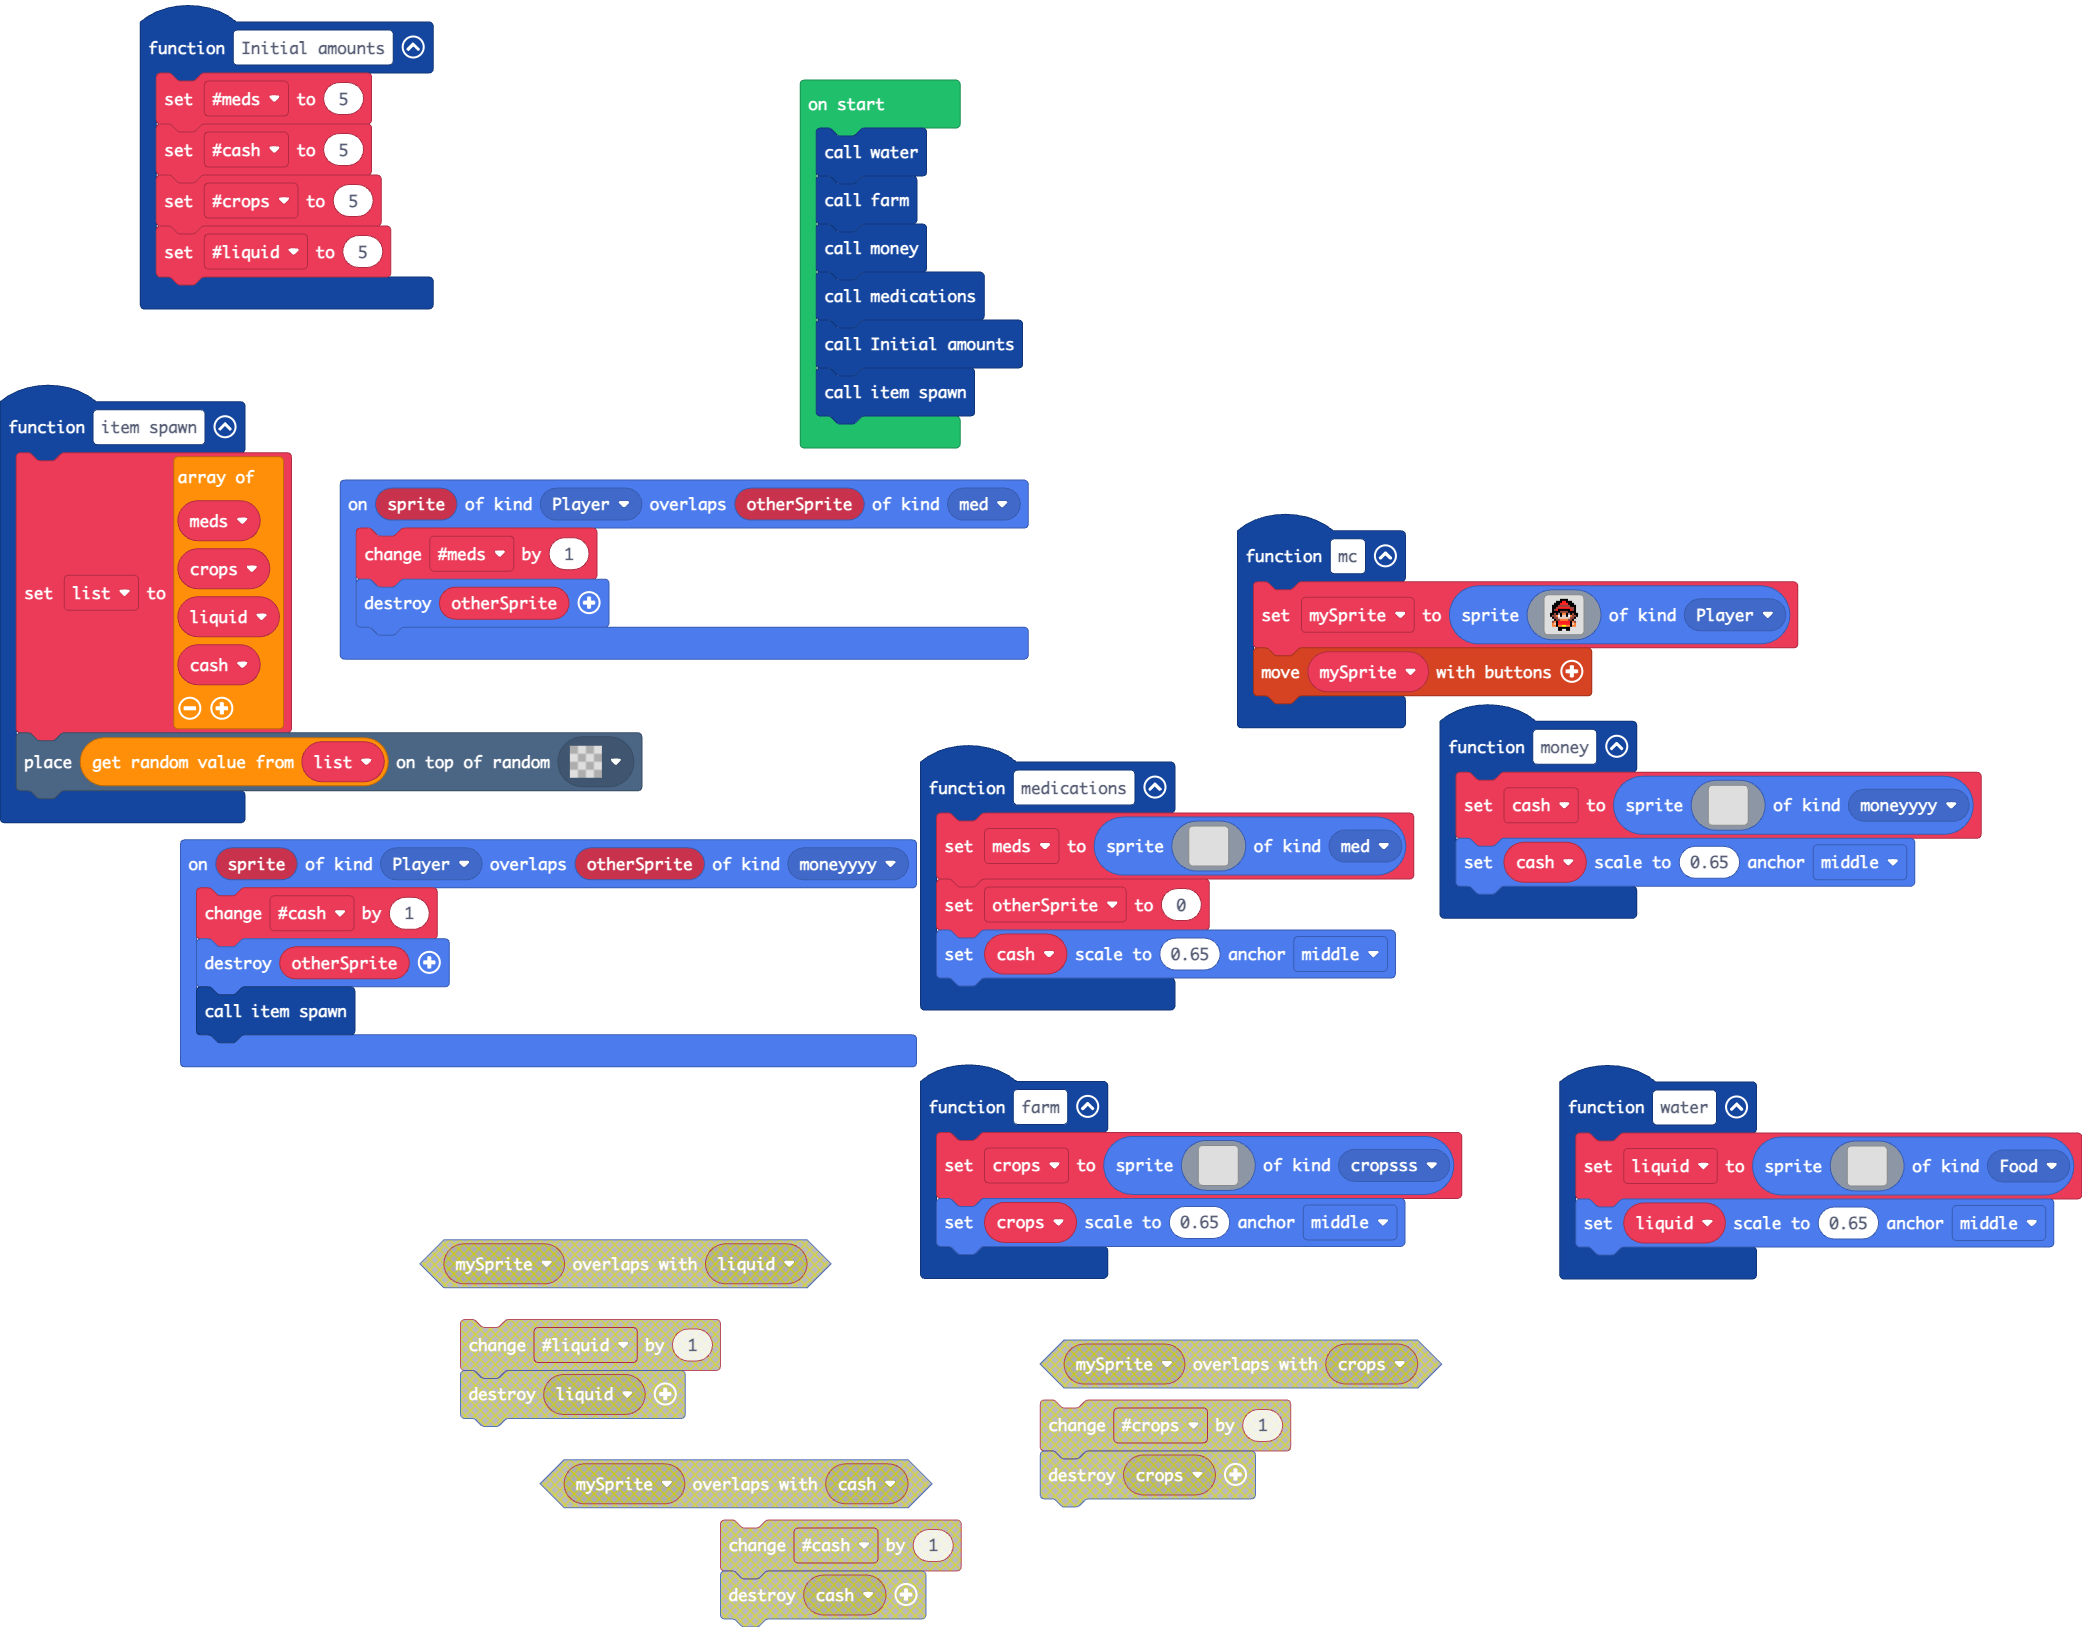 function Initial amounts
set #meds to 5
set #cash to 5
set #crops to 5
set #liquid to 5
on start
call water
call farm
call money
call medications
call Initial amounts
call item spawn
function item spawn
array of
meds
crops
set list to
liquid
cash
place get random value from list on top of random
on sprite of kind Player overlaps otherSprite of kind med
change #meds by 1
destroy otherSprite
function mc
set mySprite to sprite of kind Player
move mySprite with buttons
function money
set cash to sprite of kind moneyyyy
set cash scale to 0.65 anchor middle
function medications
set meds to sprite of kind med
set otherSprite to 0
set cash scale to 0.65 anchor middle
on sprite of kind Player overlaps otherSprite of kind moneyyyy
change #cash by 1
destroy otherSprite
call item spawn
function farm
set crops to sprite of kind cropsss
set crops scale to 0.65 anchor middle
function water
set liquid to sprite of kind Food
set liquid scale to 0.65 anchor middle
mySprite overlaps with liquid
change #liquid by 1
destroy liquid
mySprite overlaps with crops
change #crops by 1
destroy crops
mySprite overlaps with cash
change #cash by 1
destroy cash